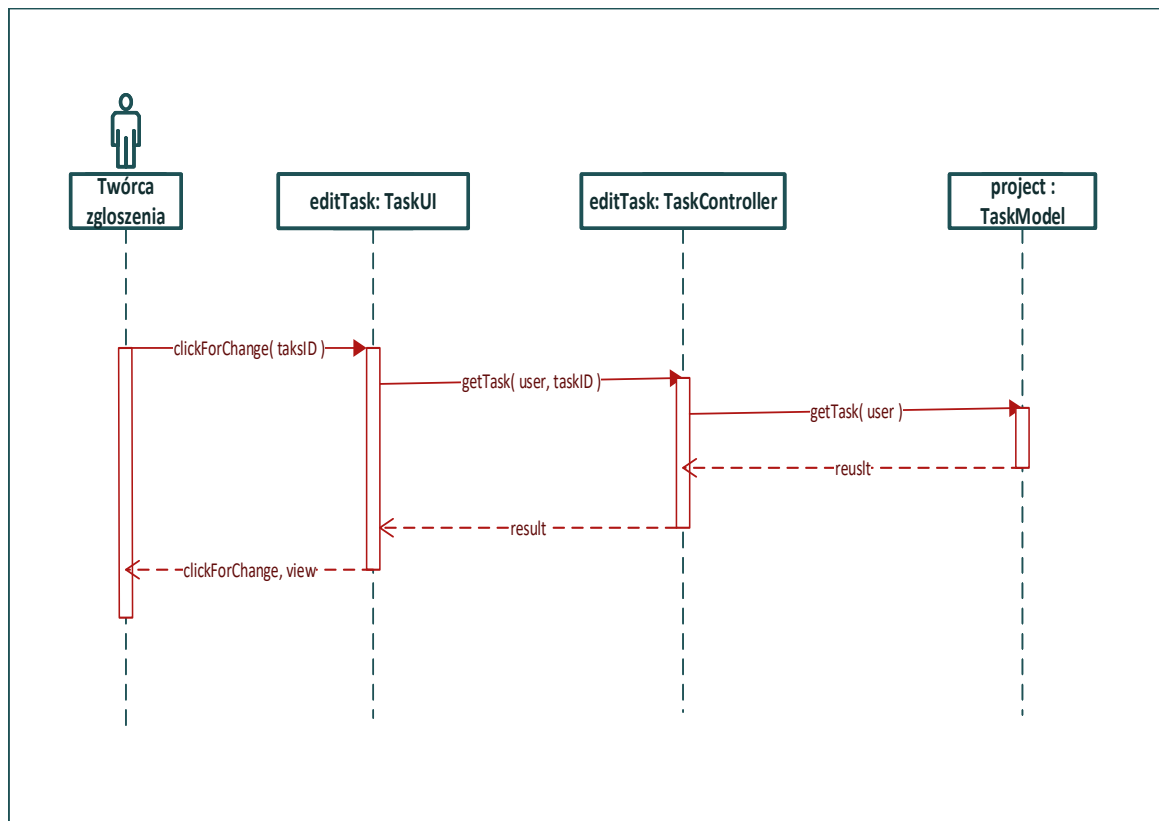 Twórca
zgloszenia
editTask: TaskUI
editTask: TaskController
project :
TaskModel
clickForChange( taksID )
getTask( user, taskID )
getTask( user )
reuslt
result
clickForChange, view